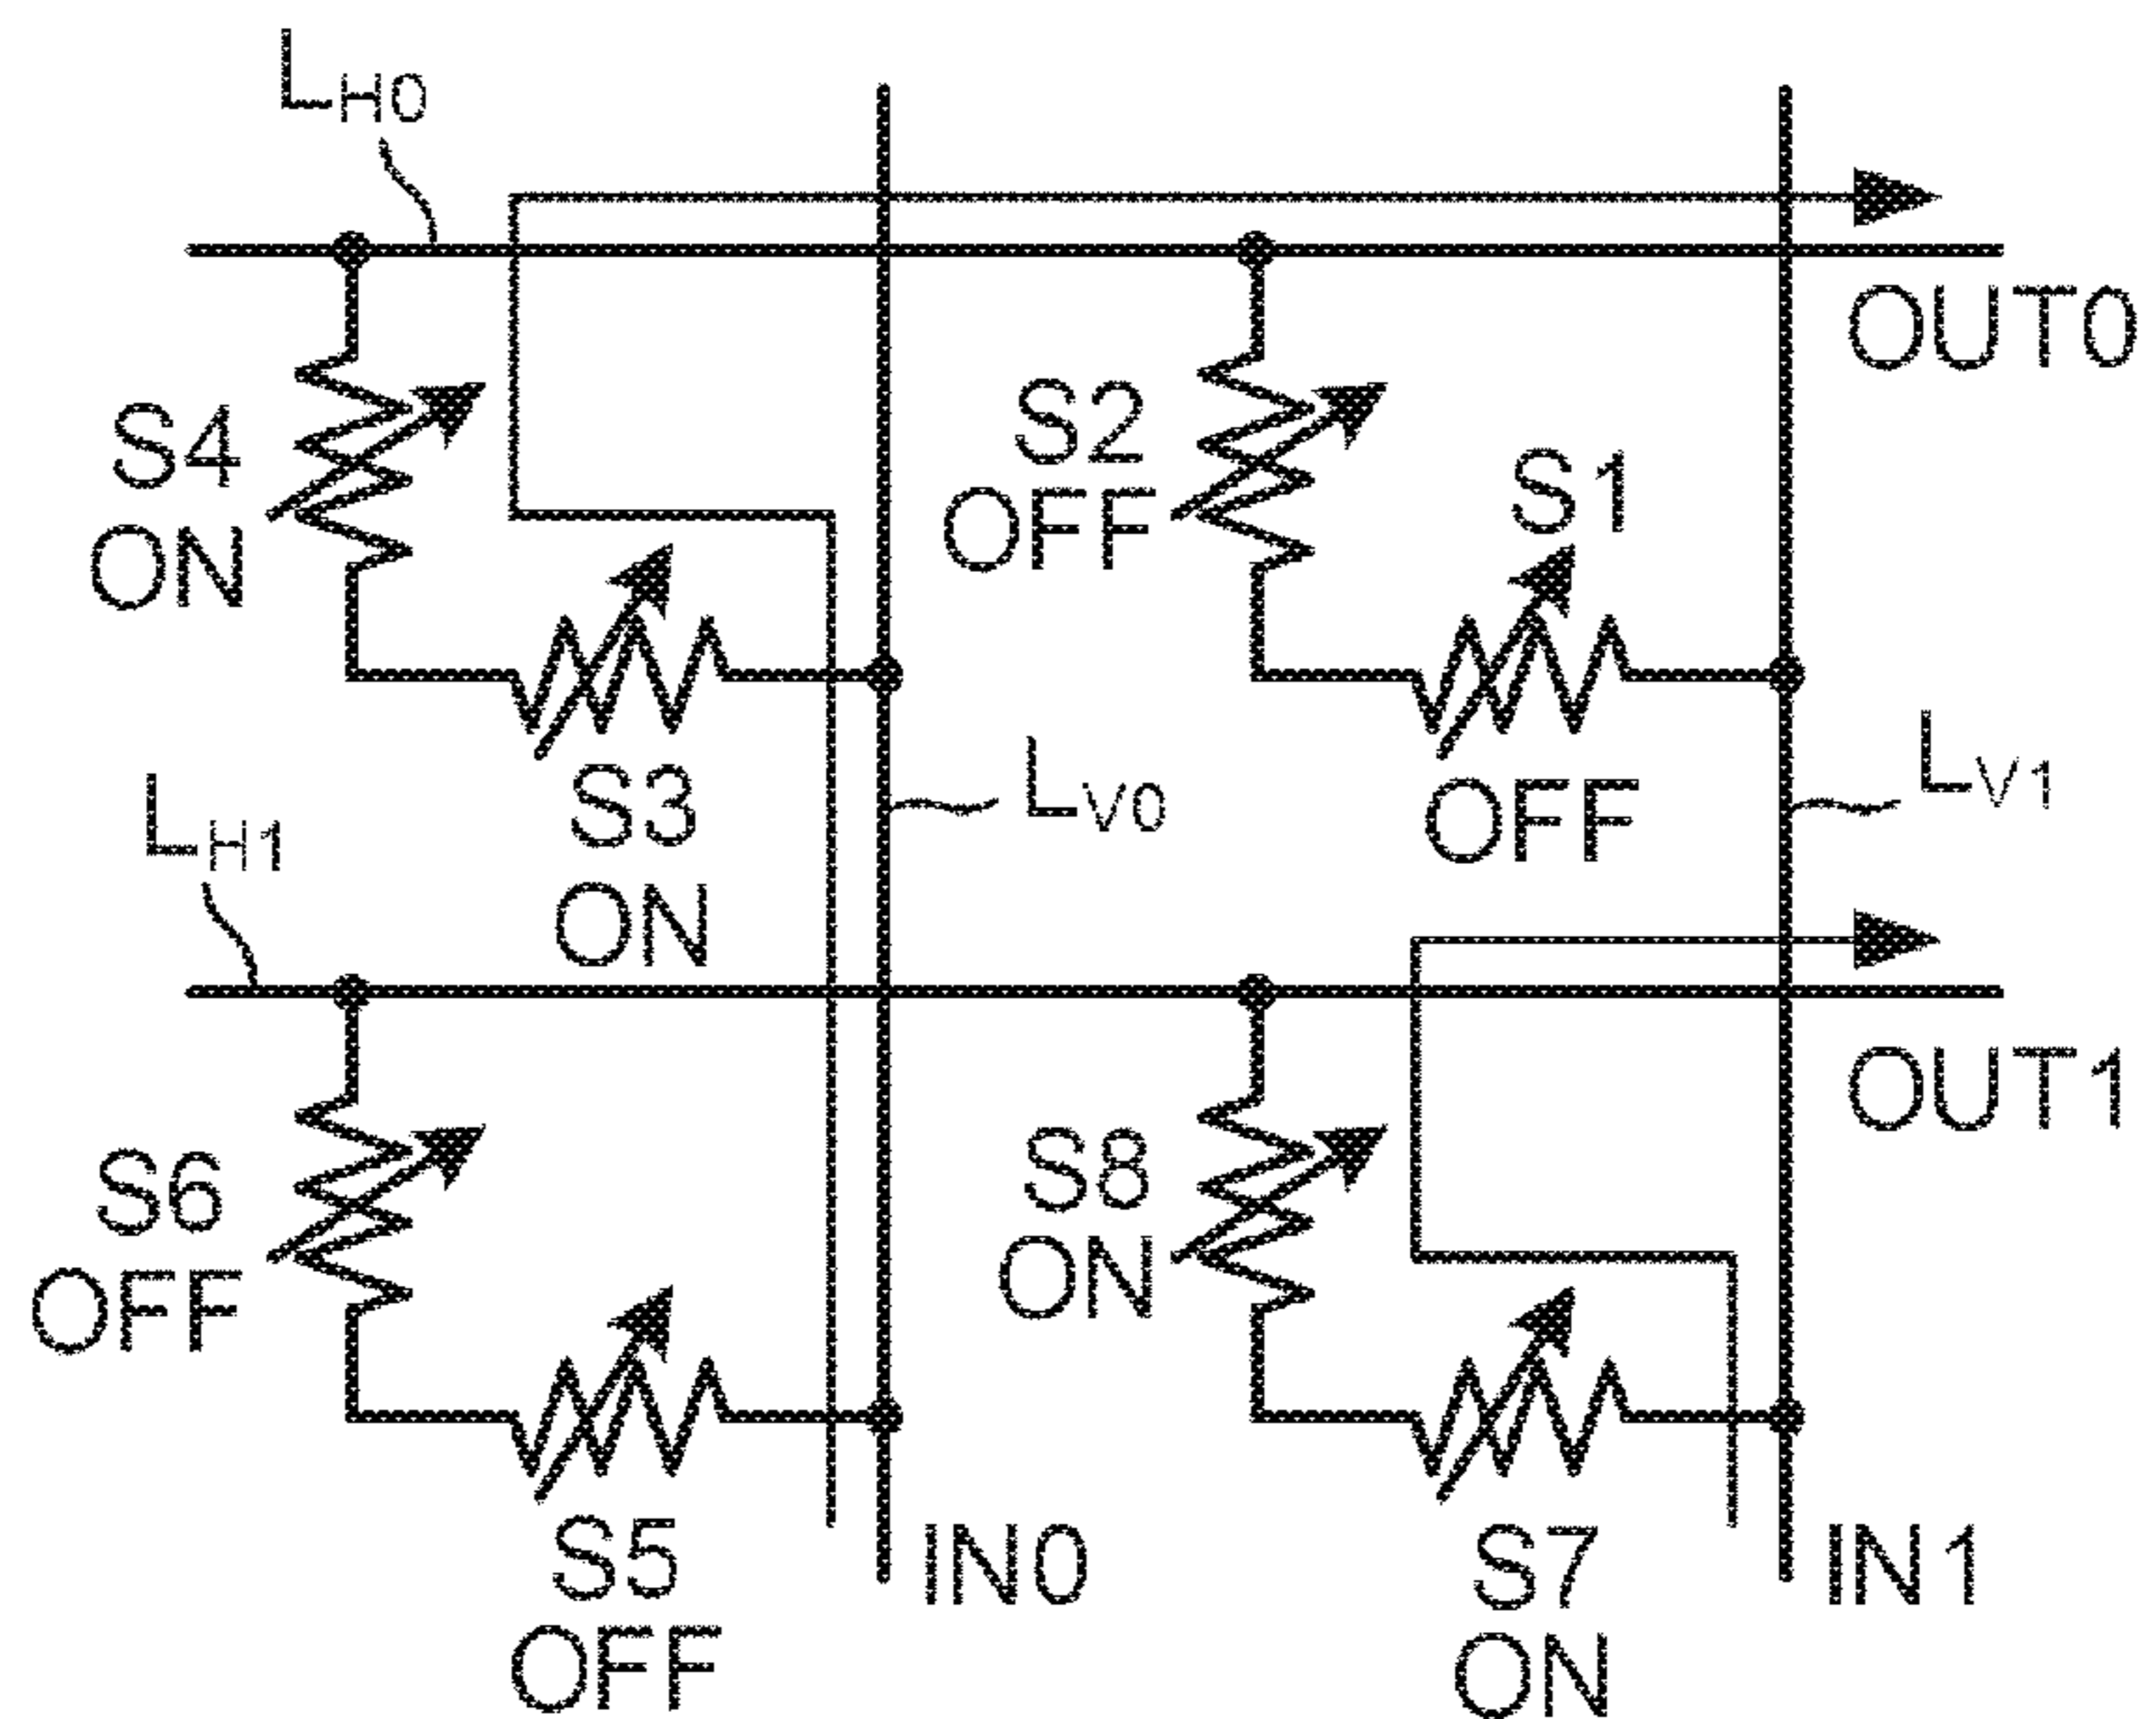 LH0
OUT0
S4
ON
S2
OFF
S1
OFF
S3
ON
LV0
LV1
LH1
OUT1
S6
OFF
S8
ON
S5
OFF
IN0
S7
ON
IN1